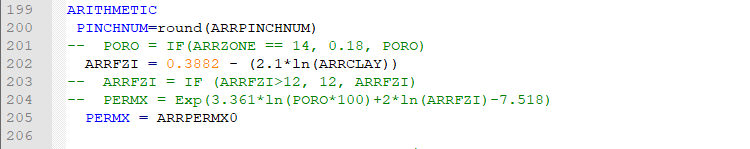 199 ARITHMETIC
200 PINCHNUM=round(ARRPINCHNUM)
201 -- PORO = IF(ARRZONE == 14, 0.18, PORO)
202 ARRFZI = 0.3882 - (2.1*ln(ARRCLAY))
203 -- ARRFZI = IF (ARRFZI>12, 12, ARRFZI)
204 -- PERMX = Exp(3.361*ln(PORO*100)+2*ln(ARRFZI)-7.518)
205 PERMX = ARRPERMX0
206